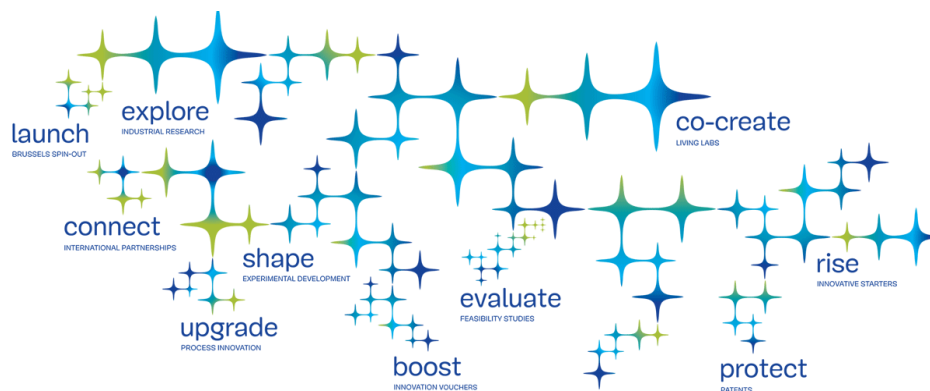 explore
INDUSTRIAL RESEARCH
launch
BRUSSELS SPIN-OUT
co-create
LIVING LABS
connect
INTERNATIONAL PARTNERSHIPS
shape
EXPERIMENTAL DEVELOPMENT
rise
INNOVATIVE STARTERS
evaluate
FEASIBILITY STUDIES
upgrade
PROCESS INNOVATION
boost
INNOVATION VOUCHERS
protect
PATENTS